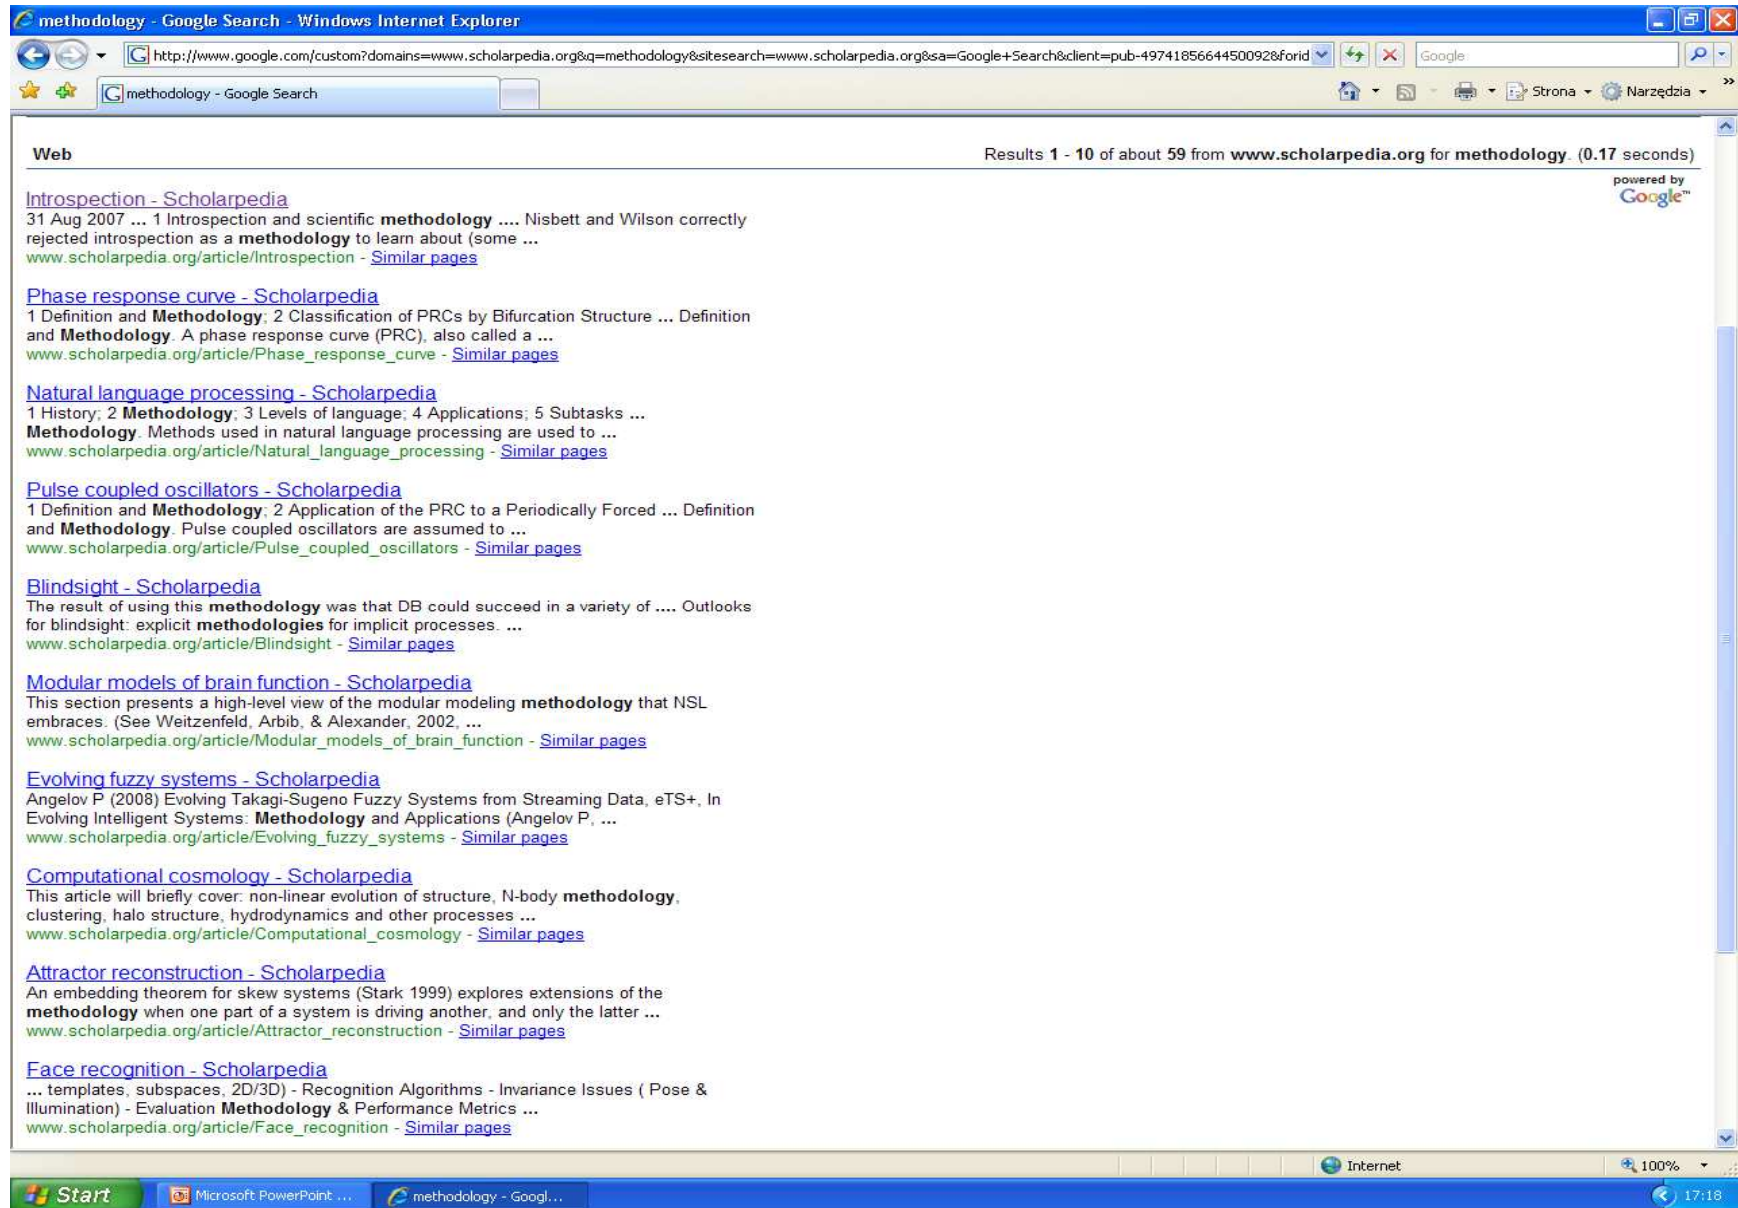 methodology - Google Search - Windows Internet Explorer
http://www.google.com/custom?domains=www.scholarpedia.org&q=methodology&sitesearch=www.scholarpedia.org&sa=Google+Search&client=pub-4974185664450092&forid
Google
methodology - Google Search
Strona
Narzędzia
Web
Results 1 - 10 of about 59 from www.scholarpedia.org for methodology. (0.17 seconds)
powered by
Google™
Introspection - Scholarpedia
31 Aug 2007 ... 1 Introspection and scientific methodology .... Nisbett and Wilson correctly
rejected introspection as a methodology to learn about (some ...
www.scholarpedia.org/article/Introspection - Similar pages
Phase response curve - Scholarpedia
1 Definition and Methodology; 2 Classification of PRCs by Bifurcation Structure ... Definition
and Methodology. A phase response curve (PRC), also called a ...
www.scholarpedia.org/article/Phase_response_curve - Similar pages
Natural language processing - Scholarpedia
1 History; 2 Methodology; 3 Levels of language; 4 Applications; 5 Subtasks ...
Methodology. Methods used in natural language processing are used to ...
www.scholarpedia.org/article/Natural_language_processing - Similar pages
Pulse coupled oscillators - Scholarpedia
1 Definition and Methodology; 2 Application of the PRC to a Periodically Forced ... Definition
and Methodology. Pulse coupled oscillators are assumed to ...
www.scholarpedia.org/article/Pulse_coupled_oscillators - Similar pages
Blindsight - Scholarpedia
The result of using this methodology was that DB could succeed in a variety of .... Outlooks
for blindsight: explicit methodologies for implicit processes. ...
www.scholarpedia.org/article/Blindsight - Similar pages
Modular models of brain function - Scholarpedia
This section presents a high-level view of the modular modeling methodology that NSL
embraces. (See Weitzenfeld, Arbib, & Alexander, 2002, ...
www.scholarpedia.org/article/Modular_models_of_brain_function - Similar pages
Evolving fuzzy systems - Scholarpedia
Angelov P (2008) Evolving Takagi-Sugeno Fuzzy Systems from Streaming Data, eTS+, In
Evolving Intelligent Systems: Methodology and Applications (Angelov P, ...
www.scholarpedia.org/article/Evolving_fuzzy_systems - Similar pages
Computational cosmology - Scholarpedia
This article will briefly cover: non-linear evolution of structure, N-body methodology,
clustering, halo structure, hydrodynamics and other processes ...
www.scholarpedia.org/article/Computational_cosmology - Similar pages
Attractor reconstruction - Scholarpedia
An embedding theorem for skew systems (Stark 1999) explores extensions of the
methodology when one part of a system is driving another, and only the latter ...
www.scholarpedia.org/article/Attractor_reconstruction - Similar pages
Face recognition - Scholarpedia
... templates, subspaces, 2D/3D) - Recognition Algorithms - Invariance Issues ( Pose &
Illumination) - Evaluation Methodology & Performance Metrics ...
www.scholarpedia.org/article/Face_recognition - Similar pages
Internet
100%
Start
Microsoft PowerPoint ...
methodology - Googl...
17:18